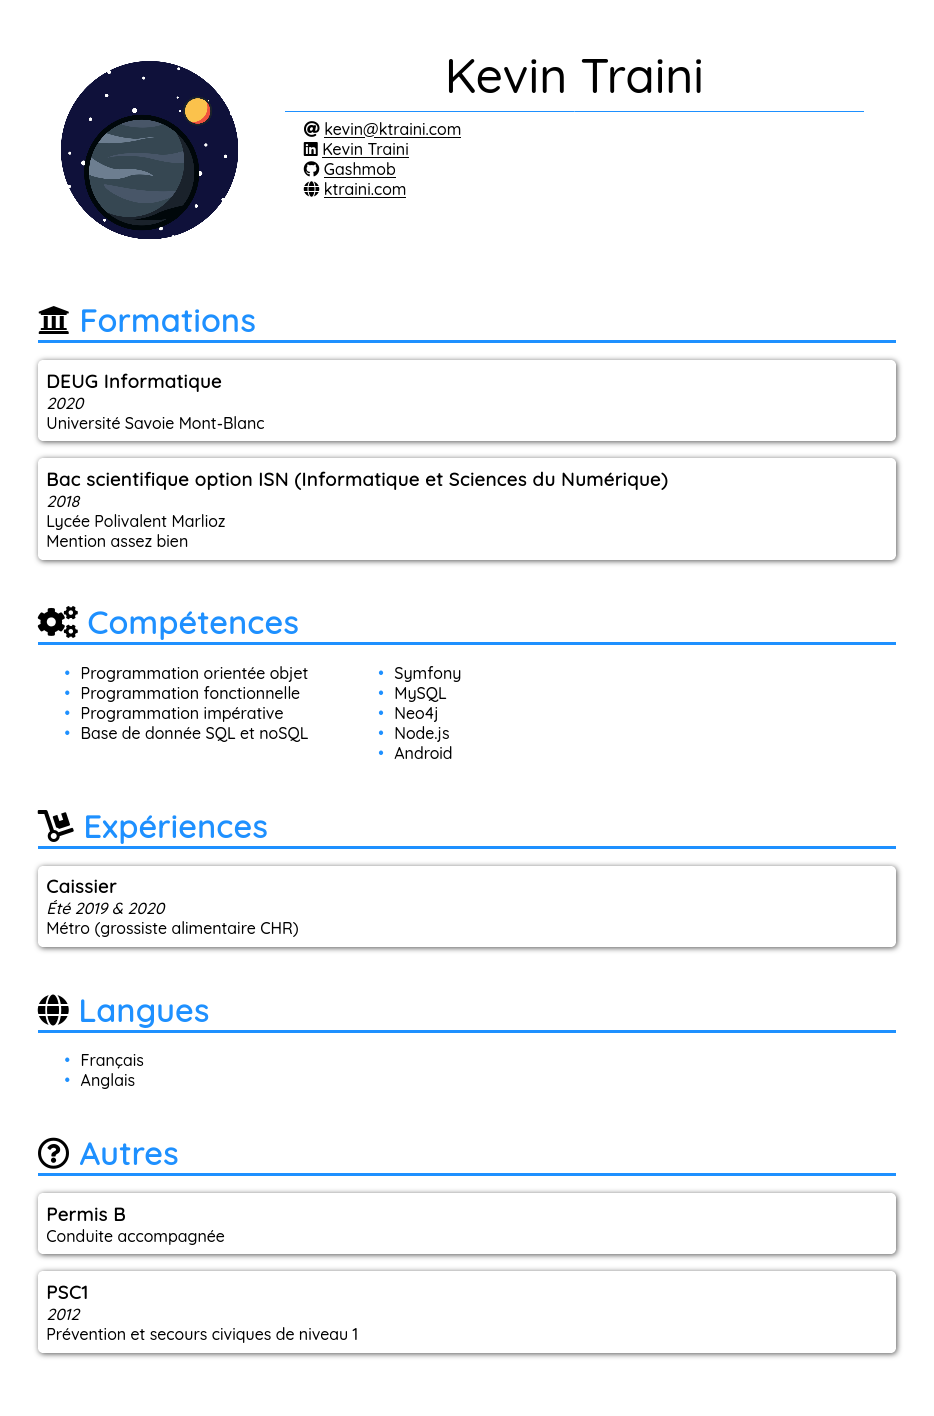 Kevin Traini
kevin@ktraini.com
Kevin Traini
Gashmob
ktraini.com
Formations
DEUG Informatique
2020
Université Savoie Mont-Blanc
Bac scientifique option ISN (Informatique et Sciences du Numérique)
2018
Lycée Polivalent Marlioz
Mention assez bien
Compétences
• Programmation orientée objet
• Programmation fonctionnelle
• Programmation impérative
• Base de donnée SQL et noSQL
• Symfony
• MySQL
• Neo4j
• Node.js
• Android
Expériences
Caissier
Été 2019 & 2020
Métro (grossiste alimentaire CHR)
Langues
• Français
• Anglais
Autres
Permis B
Conduite accompagnée
PSC1
2012
Prévention et secours civiques de niveau 1